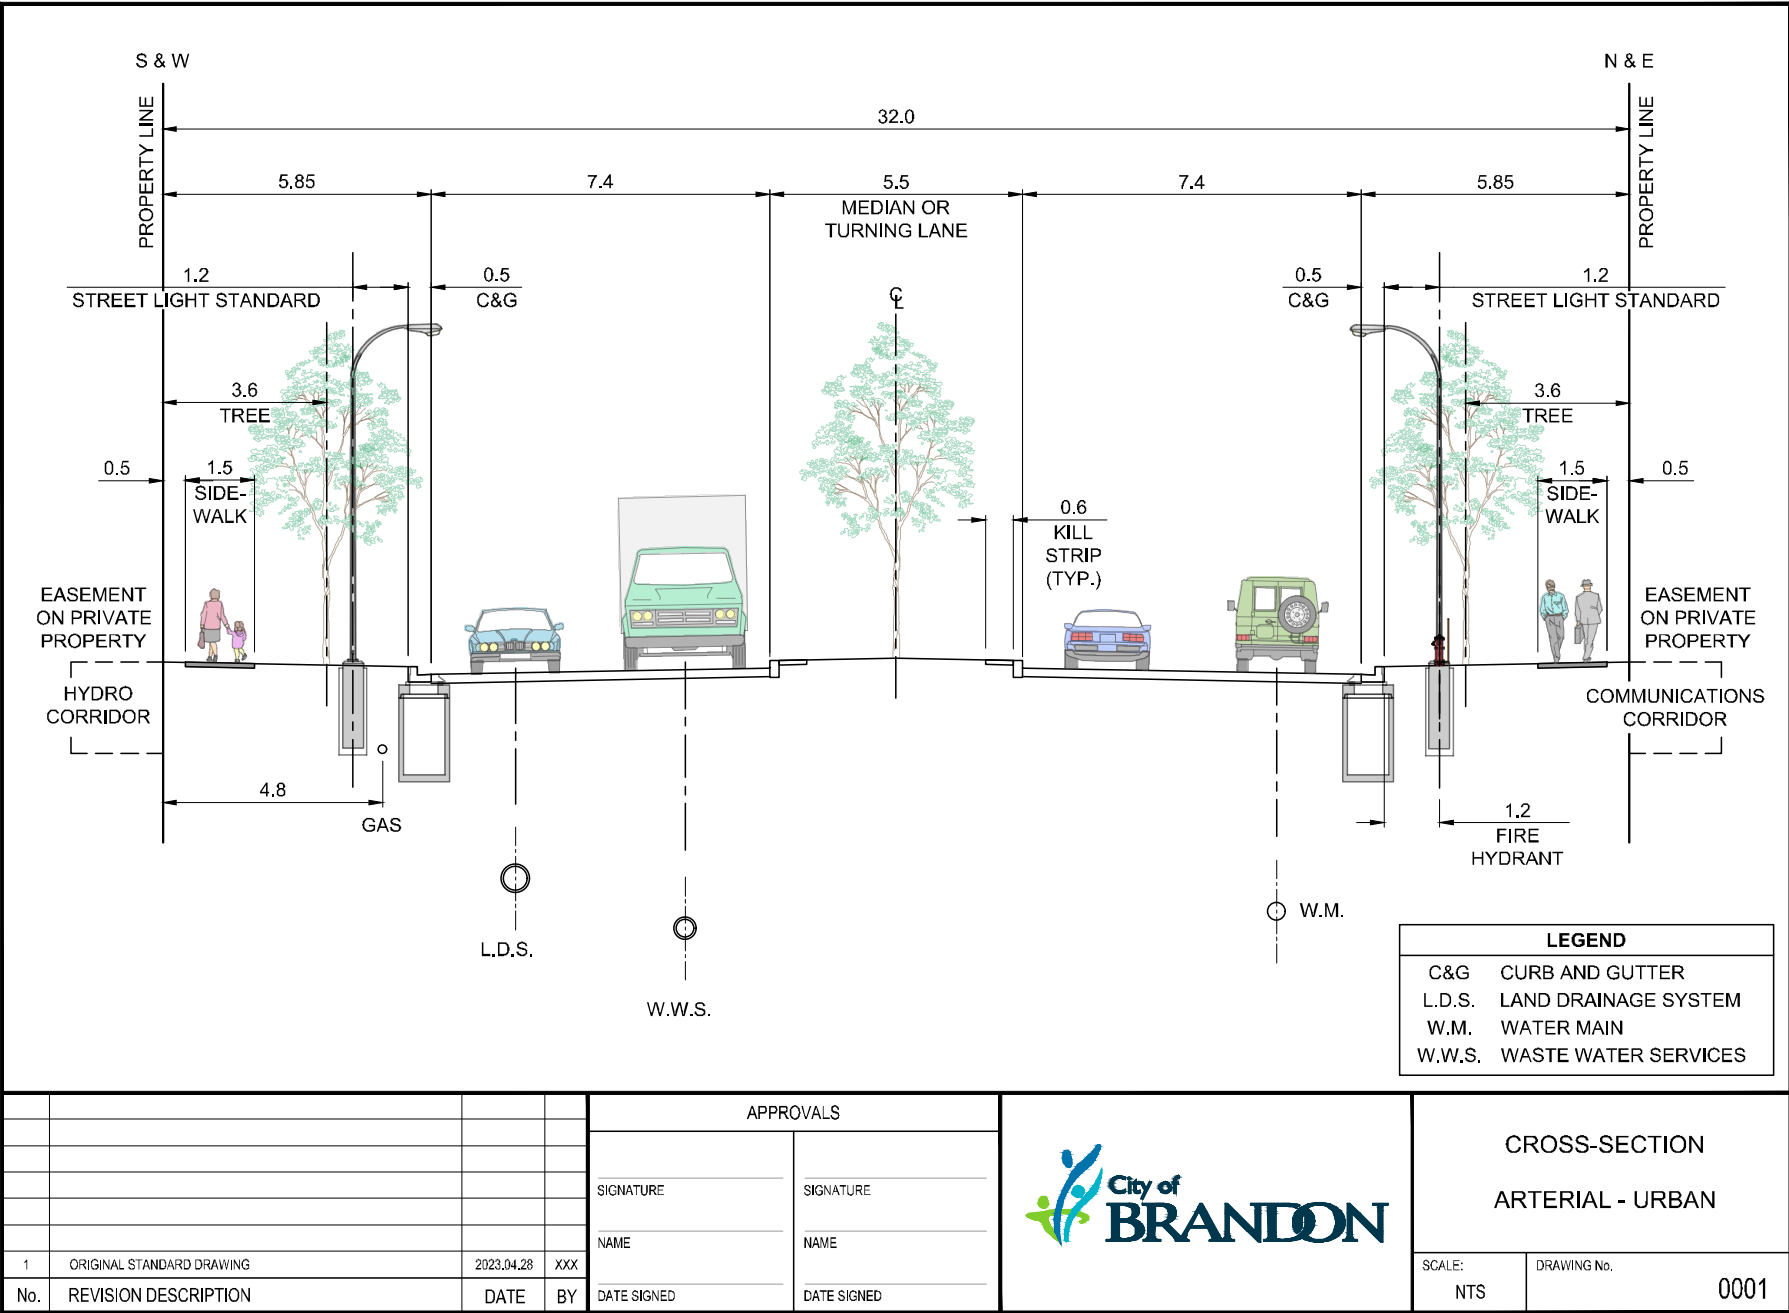 S & W
N & E
PROPERTY LINE
PROPERTY LINE
32.0
5.85
7.4
5.5
7.4
5.85
MEDIAN OR
TURNING LANE
1.2
STREET LIGHT STANDARD
0.5
C&G
℄
0.5
C&G
1.2
STREET LIGHT STANDARD
3.6
TREE
3.6
TREE
0.5
1.5
SIDE-
WALK
0.6
KILL
STRIP
(TYP.)
1.5
SIDE-
WALK
0.5
EASEMENT
ON PRIVATE
PROPERTY
EASEMENT
ON PRIVATE
PROPERTY
HYDRO
CORRIDOR
COMMUNICATIONS
CORRIDOR
4.8
GAS
1.2
FIRE
HYDRANT
L.D.S.
W.W.S.
W.M.
LEGEND
C&G CURB AND GUTTER
L.D.S. LAND DRAINAGE SYSTEM
W.M. WATER MAIN
W.W.S. WASTE WATER SERVICES
1 ORIGINAL STANDARD DRAWING 2023.04.28 XXX
No. REVISION DESCRIPTION DATE BY
APPROVALS
SIGNATURE SIGNATURE
NAME NAME
DATE SIGNED DATE SIGNED
City of
BRANDON
CROSS-SECTION
ARTERIAL - URBAN
SCALE:
NTS
DRAWING No.
0001